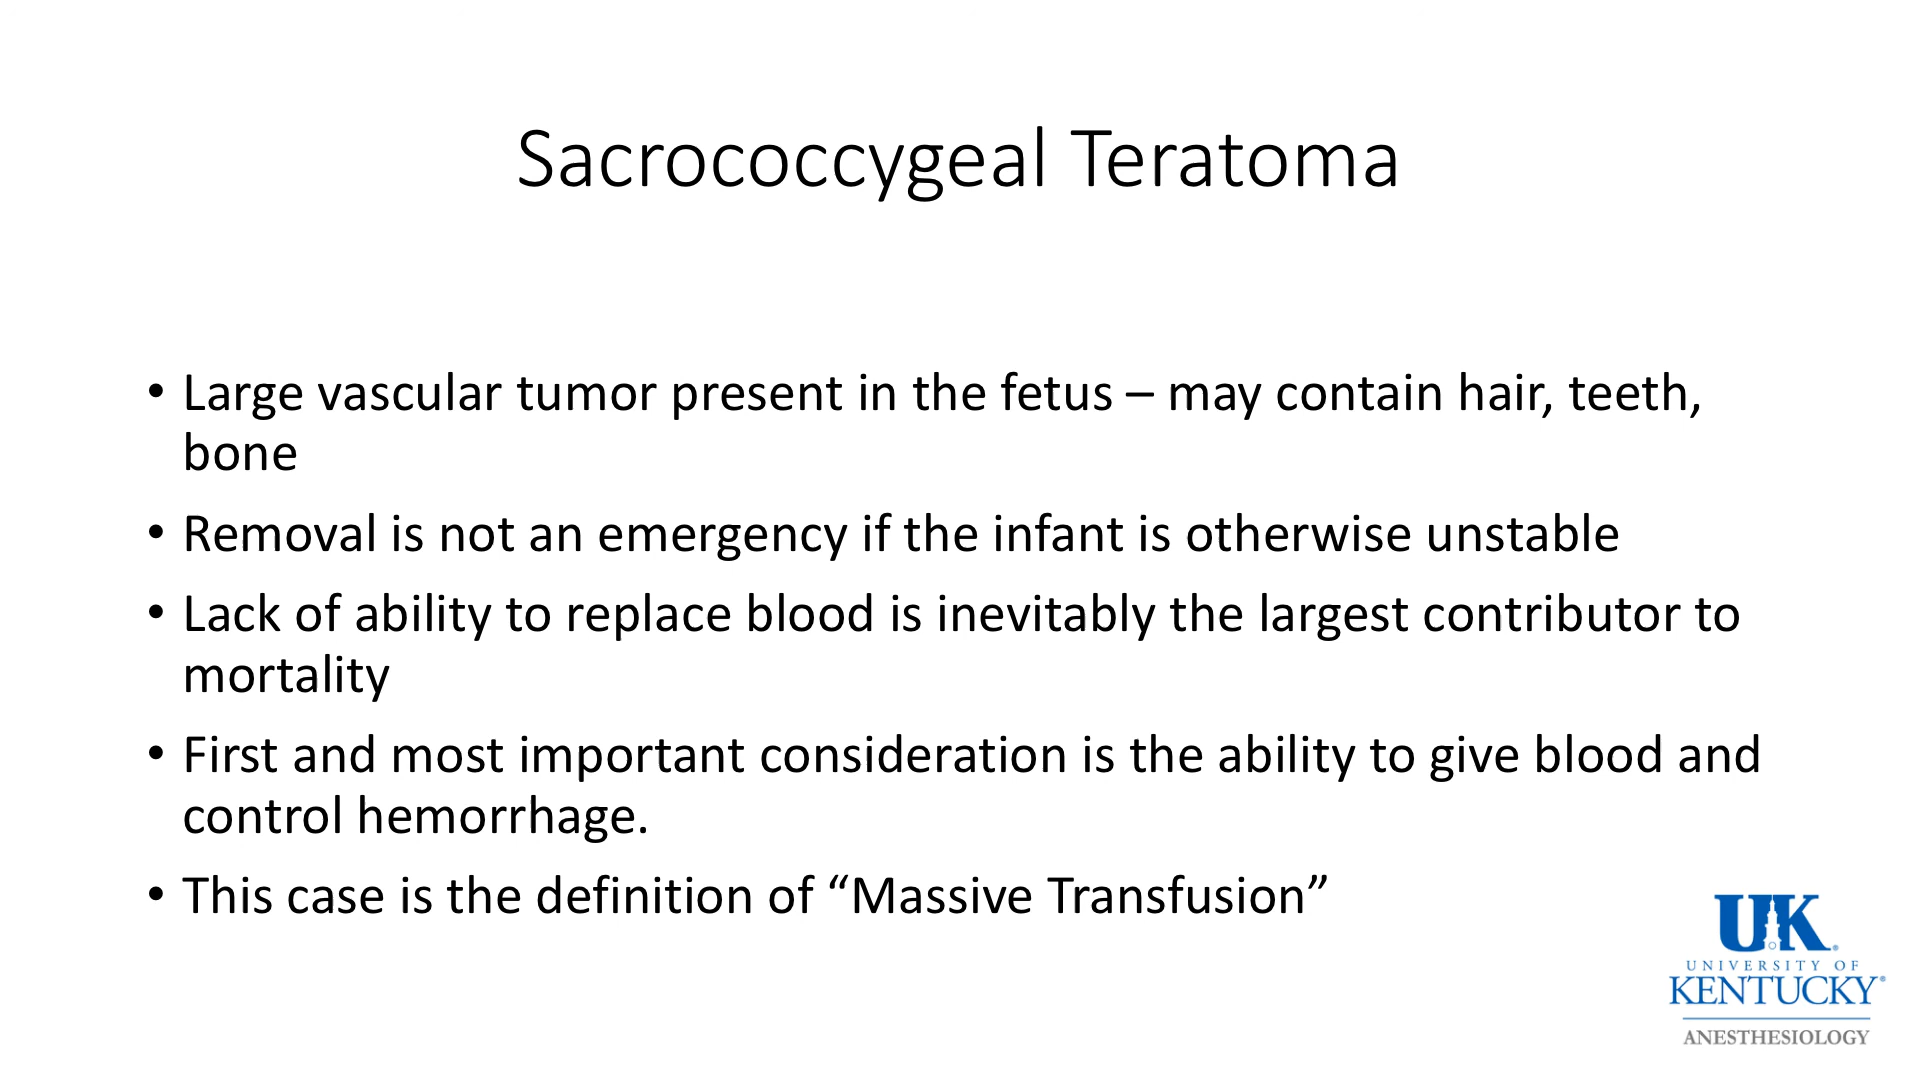 Sacrococcygeal Teratoma
• Large vascular tumor present in the fetus – may contain hair, teeth,
bone
• Removal is not an emergency if the infant is otherwise unstable
• Lack of ability to replace blood is inevitably the largest contributor to
mortality
• First and most important consideration is the ability to give blood and
control hemorrhage.
• This case is the definition of “Massive Transfusion”
UK®
UNIVERSITY OF
KENTUCKY®
ANESTHESIOLOGY